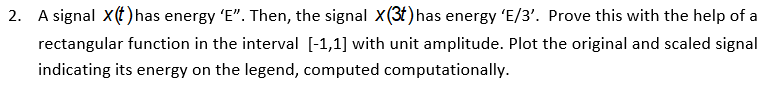 2. A signal x(t) has energy ‘E”. Then, the signal x(3t) has energy ‘E/3’. Prove this with the help of a
rectangular function in the interval [-1,1] with unit amplitude. Plot the original and scaled signal
indicating its energy on the legend, computed computationally.